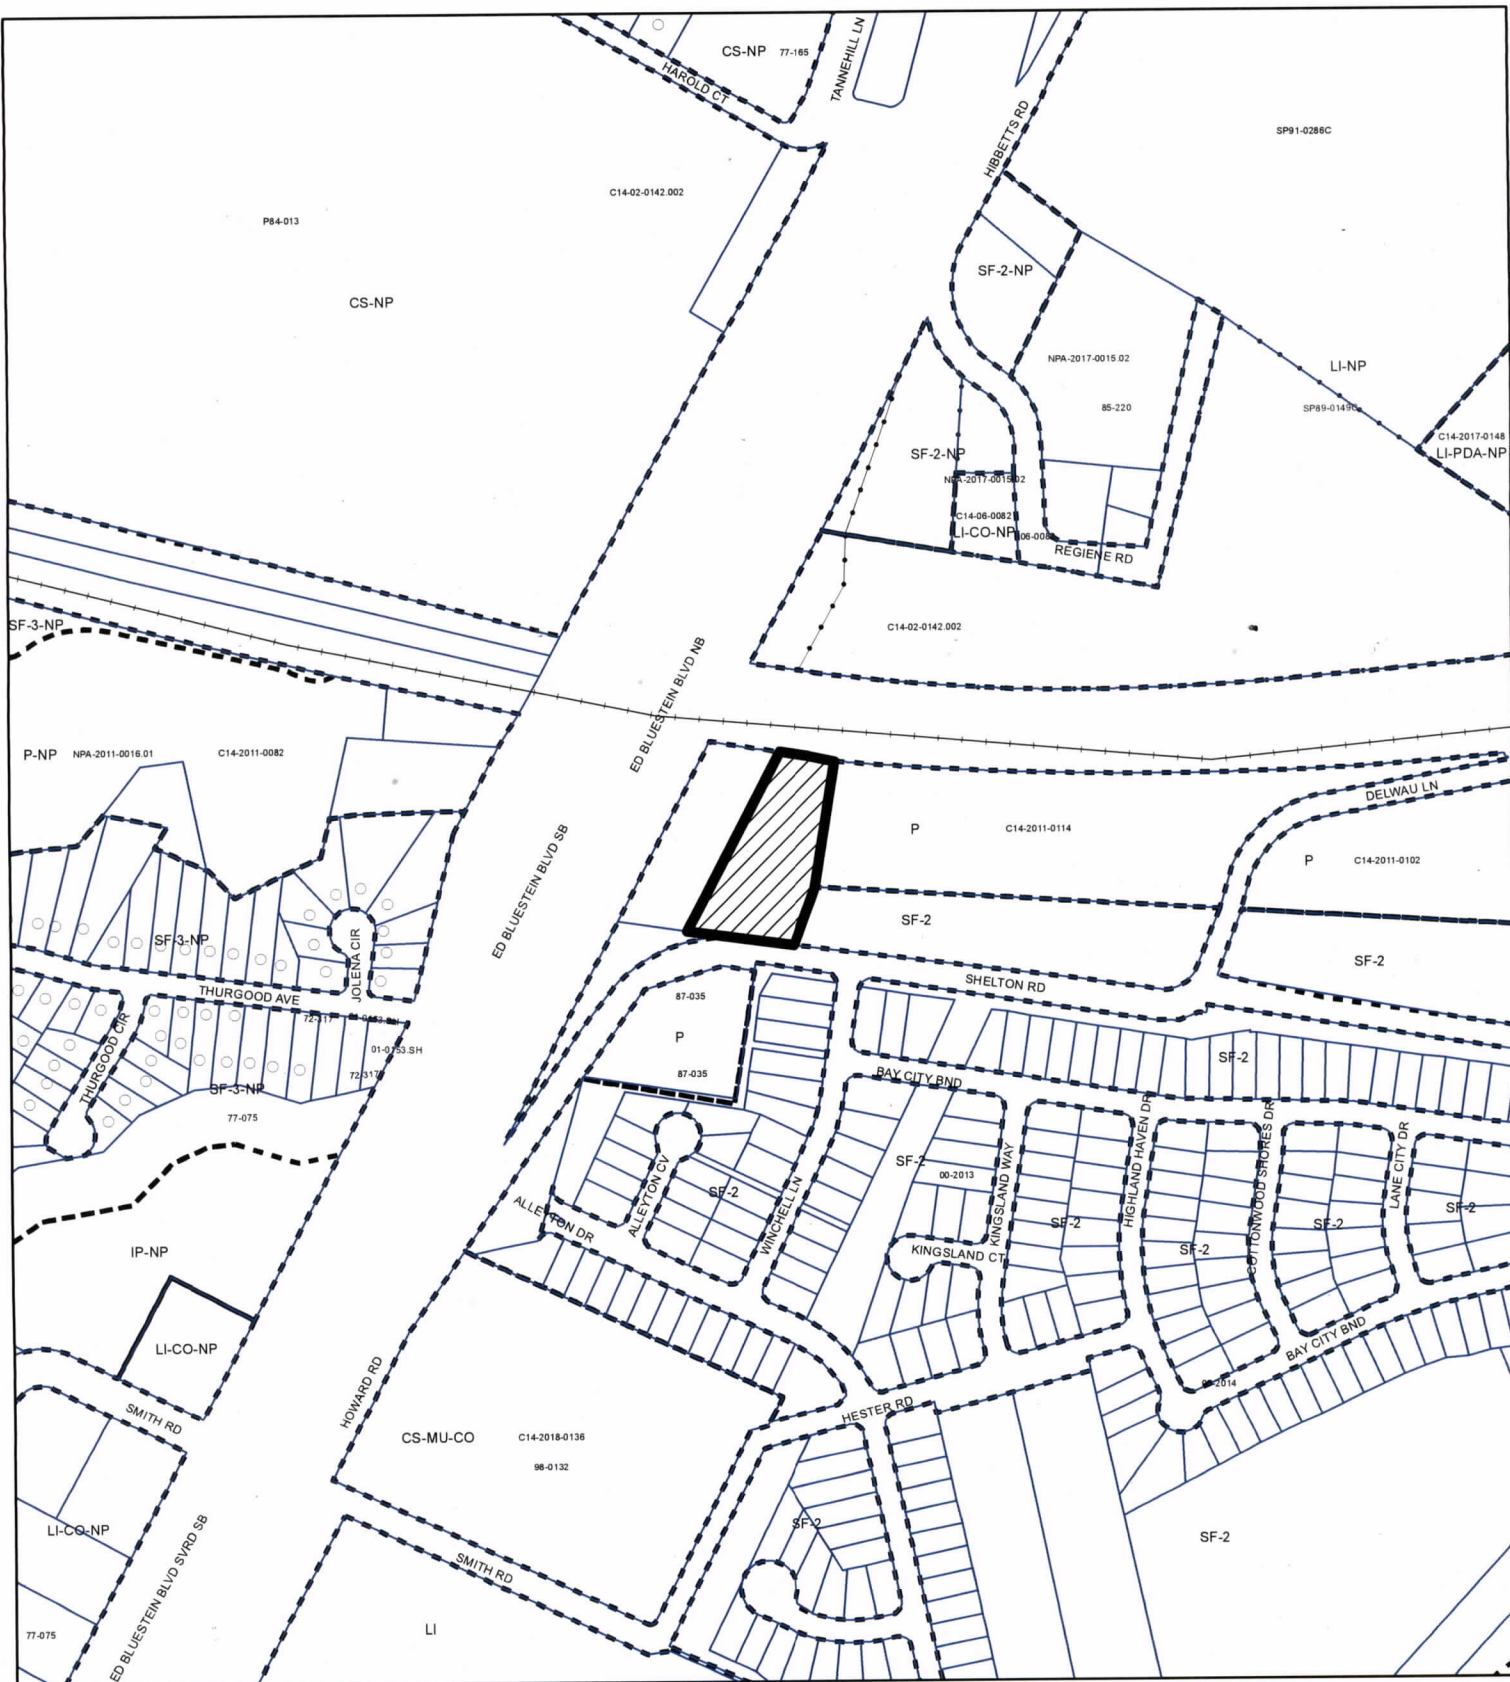 CS-NP 77-165
TANNEHILL LN
HAROLD CT
HIBBETTS RD
SP91-0286C
C14-02-0142.002
P84-013
SF-2-NP
CS-NP
NPA-2017-0015.02
LI-NP
85-220
SP89-0149C
C14-2017-0148
LI-PDA-NP
SF-2-NP
NPA-2017-0015.02
C14-06-0082
LI-CO-NP
REGIENE RD
SF-3-NP
C14-02-0142.002
ED BLUESTEIN BLVD NB
P-NP NPA-2011-0016.01 C14-2011-0082
DELWAU LN
P C14-2011-0114
P C14-2011-0102
ED BLUESTEIN BLVD SB
SF-2
SF-3-NP
JOLENA CIR
SF-2
SHELTON RD
THURGOOD AVE
87-035
72-317
01-0153.SH
THURGOOD CIR
P
SF-2
72-317
87-035
BAY CITY BND
SF-3-NP
77-075
SF-2
00-2013
KINGSLAND WAY
HIGHLAND HAVEN DR
COTTONWOOD SHORES DR
LANE CITY DR
ALLEYTON CV
SF-2
WINCHELL LN
ALLEYTON DR
SF-2
SF-2
SF-2
SF-2
IP-NP
KINGSLAND CT
LI-CO-NP
BAY CITY BND
HOWARD RD
SMITH RD
HESTER RD
CS-MU-CO C14-2018-0136
98-0132
LI-CO-NP
SF-2
SF-2
ED BLUESTEIN BLVD SVRD SB
SMITH RD
77-075
LI